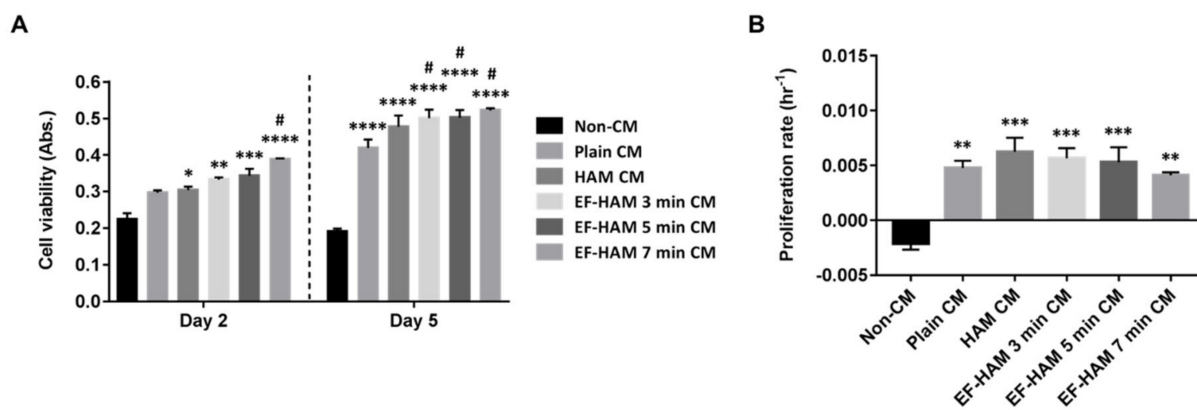 A
Cell viability (Abs.)
0.6
0.5
0.4
0.3
0.2
0.1
0.0
*
**
***
#
****
****
****
#
****
#
****
#
****
Day 2
Day 5
Non-CM
Plain CM
HAM CM
EF-HAM 3 min CM
EF-HAM 5 min CM
EF-HAM 7 min CM
B
Proliferation rate (hr⁻¹)
0.015
0.010
0.005
0.000
-0.005
**
***
***
***
**
Non-CM
Plain CM
HAM CM
EF-HAM 3 min CM
EF-HAM 5 min CM
EF-HAM 7 min CM